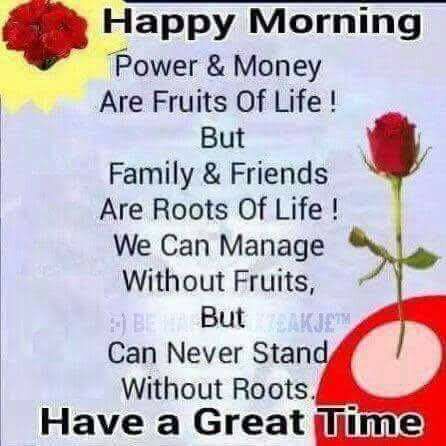 Happy Morning
Power & Money
Are Fruits Of Life !
But
Family & Friends
Are Roots Of Life !
We Can Manage
Without Fruits,
:-) BE
But
Can Never Stand
Without Roots.
Have a Great Time